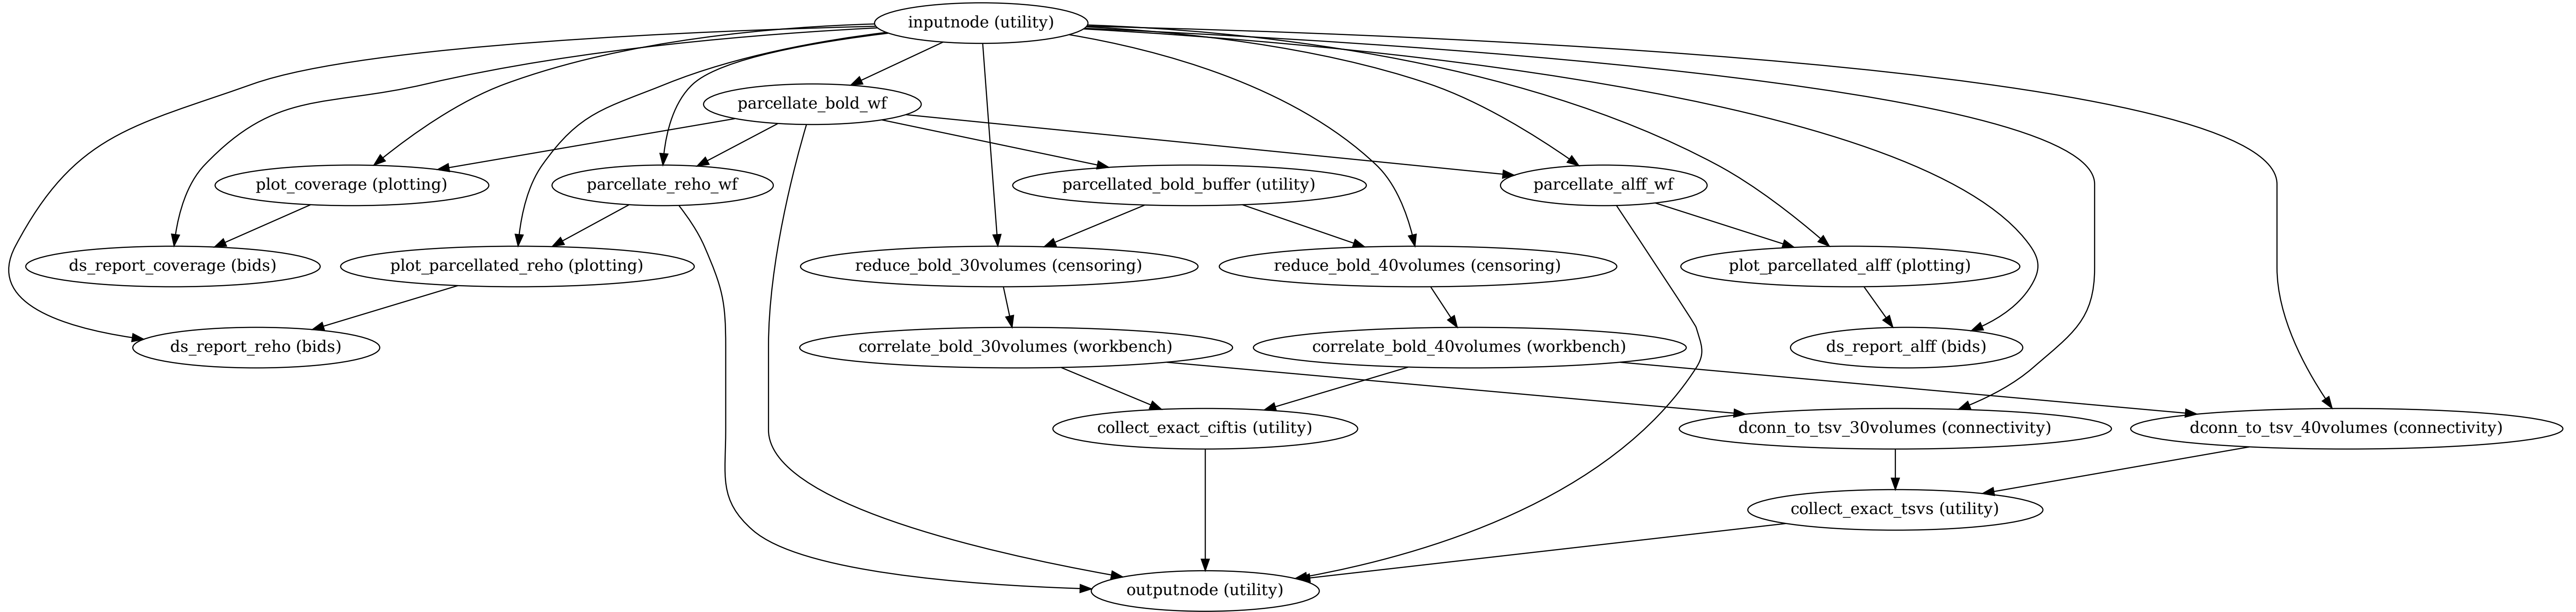 inputnode (utility)
parcellate_bold_wf
plot_coverage (plotting)
parcellate_reho_wf
parcellated_bold_buffer (utility)
parcellate_alff_wf
ds_report_coverage (bids)
plot_parcellated_reho (plotting)
reduce_bold_30volumes (censoring)
reduce_bold_40volumes (censoring)
plot_parcellated_alff (plotting)
ds_report_reho (bids)
correlate_bold_30volumes (workbench)
correlate_bold_40volumes (workbench)
ds_report_alff (bids)
collect_exact_ciftis (utility)
dconn_to_tsv_30volumes (connectivity)
dconn_to_tsv_40volumes (connectivity)
collect_exact_tsvs (utility)
outputnode (utility)